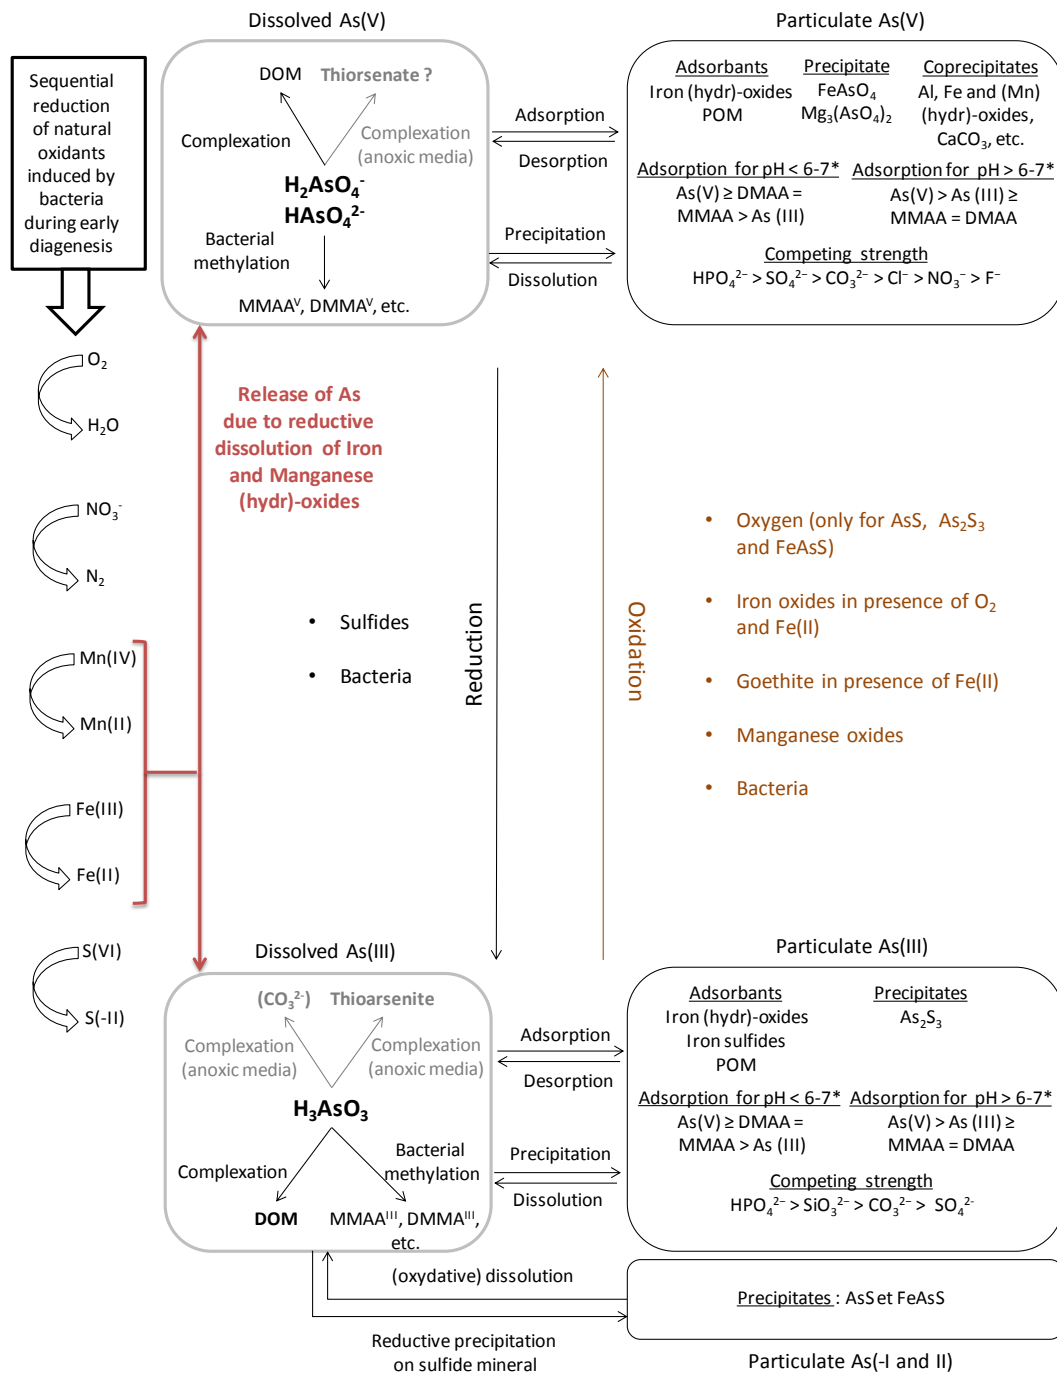 Dissolved As(V)
Particulate As(V)
Sequential
reduction
of natural
oxidants
induced by
bacteria
during early
diagenesis
DOM
Thiorsenate ?
Complexation
Complexation
(anoxic media)
H₂AsO₄⁻
HAsO₄²⁻
Bacterial
methylation
MMAAⱽ, DMMAⱽ, etc.
Adsorption
Desorption
Precipitation
Dissolution
Adsorbants
Iron (hydr)-oxides
POM
Precipitate
FeAsO₄
Mg₃(AsO₄)₂
Coprecipitates
Al, Fe and (Mn)
(hydr)-oxides,
CaCO₃, etc.
Adsorption for pH < 6-7*
As(V) ≥ DMAA =
MMAA > As (III)
Adsorption for pH > 6-7*
As(V) > As (III) ≥
MMAA = DMAA
Competing strength
HPO₄²⁻ > SO₄²⁻ > CO₃²⁻ > Cl⁻ > NO₃⁻ > F⁻
O₂
H₂O
NO₃⁻
N₂
Mn(IV)
Mn(II)
Fe(III)
Fe(II)
S(VI)
S(-II)
Release of As
due to reductive
dissolution of Iron
and Manganese
(hydr)-oxides
• Sulfides
• Bacteria
Reduction
Oxidation
• Oxygen (only for AsS, As₂S₃
and FeAsS)
• Iron oxides in presence of O₂
and Fe(II)
• Goethite in presence of Fe(II)
• Manganese oxides
• Bacteria
Dissolved As(III)
Particulate As(III)
(CO₃²⁻)
Thioarsenite
Complexation
(anoxic media)
Complexation
(anoxic media)
H₃AsO₃
Complexation
Bacterial
methylation
DOM
MMAAᴵᴵᴵ, DMMAᴵᴵᴵ,
etc.
Adsorption
Desorption
Precipitation
Dissolution
Adsorbants
Iron (hydr)-oxides
Iron sulfides
POM
Precipitates
As₂S₃
Adsorption for pH < 6-7*
As(V) ≥ DMAA =
MMAA > As (III)
Adsorption for pH > 6-7*
As(V) > As (III) ≥
MMAA = DMAA
Competing strength
HPO₄²⁻ > SiO₃²⁻ > CO₃²⁻ > SO₄²⁻
(oxydative) dissolution
Reductive precipitation
on sulfide mineral
Precipitates : AsS et FeAsS
Particulate As(-I and II)